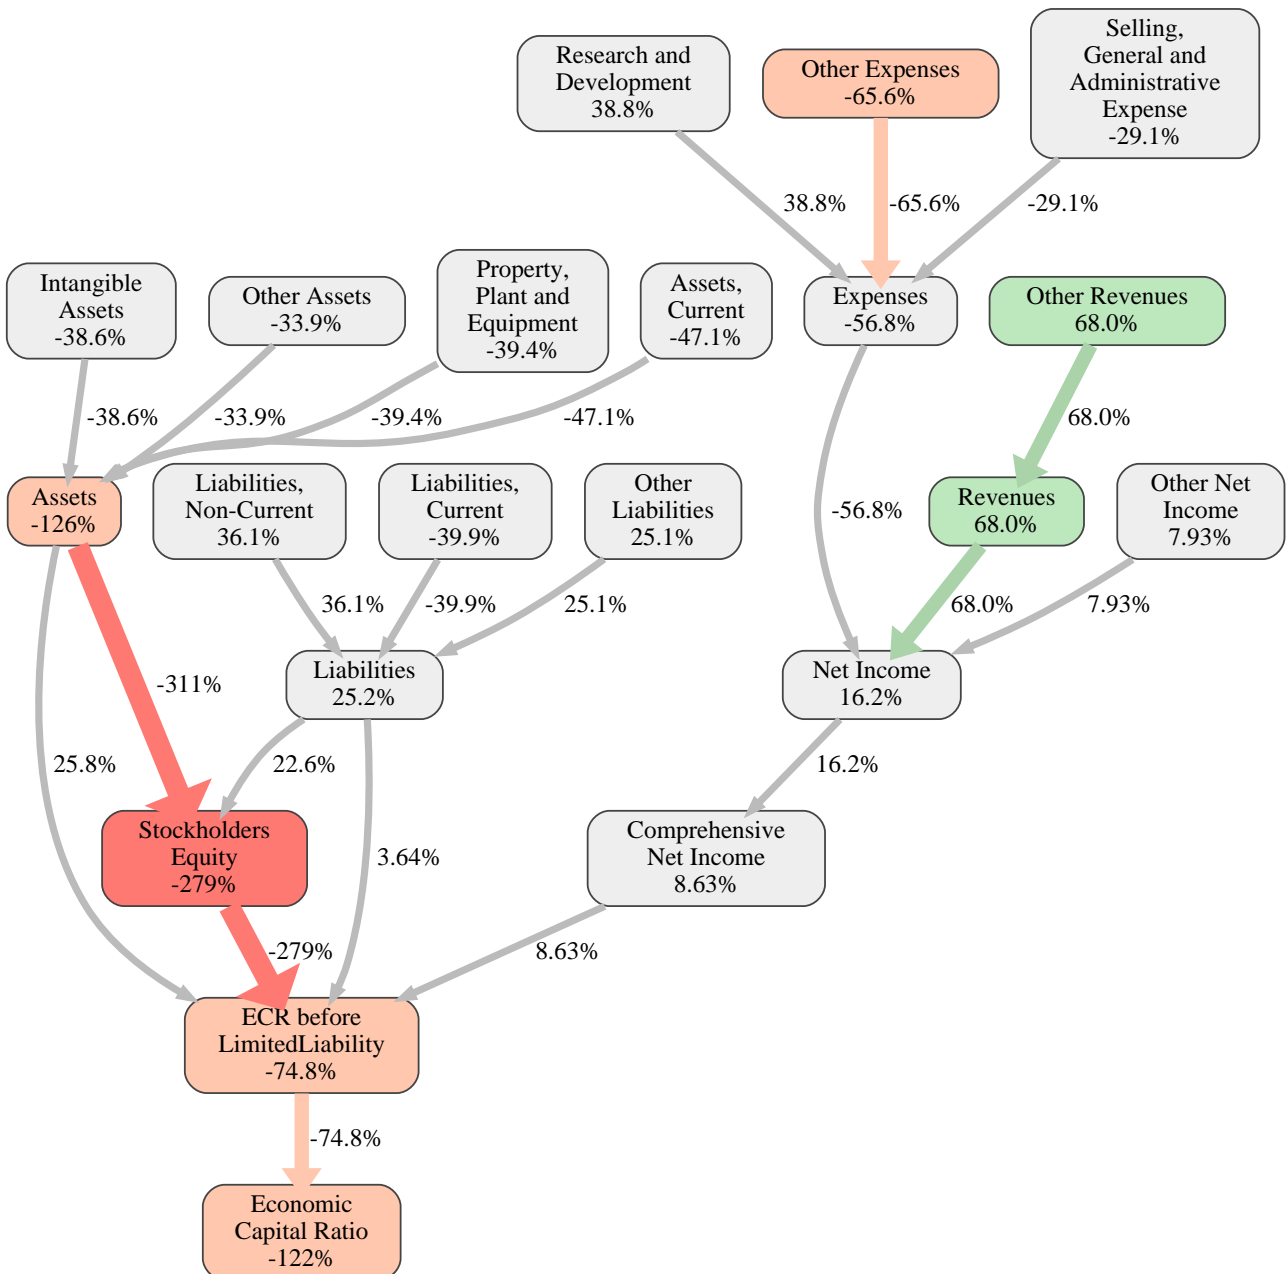 Research and
Development
38.8%
Other Expenses
-65.6%
Selling,
General and
Administrative
Expense
-29.1%
38.8%
-65.6%
-29.1%
Intangible
Assets
-38.6%
Other Assets
-33.9%
Property,
Plant and
Equipment
-39.4%
Assets,
Current
-47.1%
Expenses
-56.8%
Other Revenues
68.0%
-38.6%
-33.9%
-39.4%
-47.1%
68.0%
Assets
-126%
Liabilities,
Non-Current
36.1%
Liabilities,
Current
-39.9%
Other
Liabilities
25.1%
-56.8%
Revenues
68.0%
Other Net
Income
7.93%
36.1%
-39.9%
25.1%
68.0%
7.93%
-311%
Liabilities
25.2%
Net Income
16.2%
25.8%
22.6%
16.2%
Stockholders
Equity
-279%
3.64%
Comprehensive
Net Income
8.63%
-279%
8.63%
ECR before
LimitedLiability
-74.8%
-74.8%
Economic
Capital Ratio
-122%